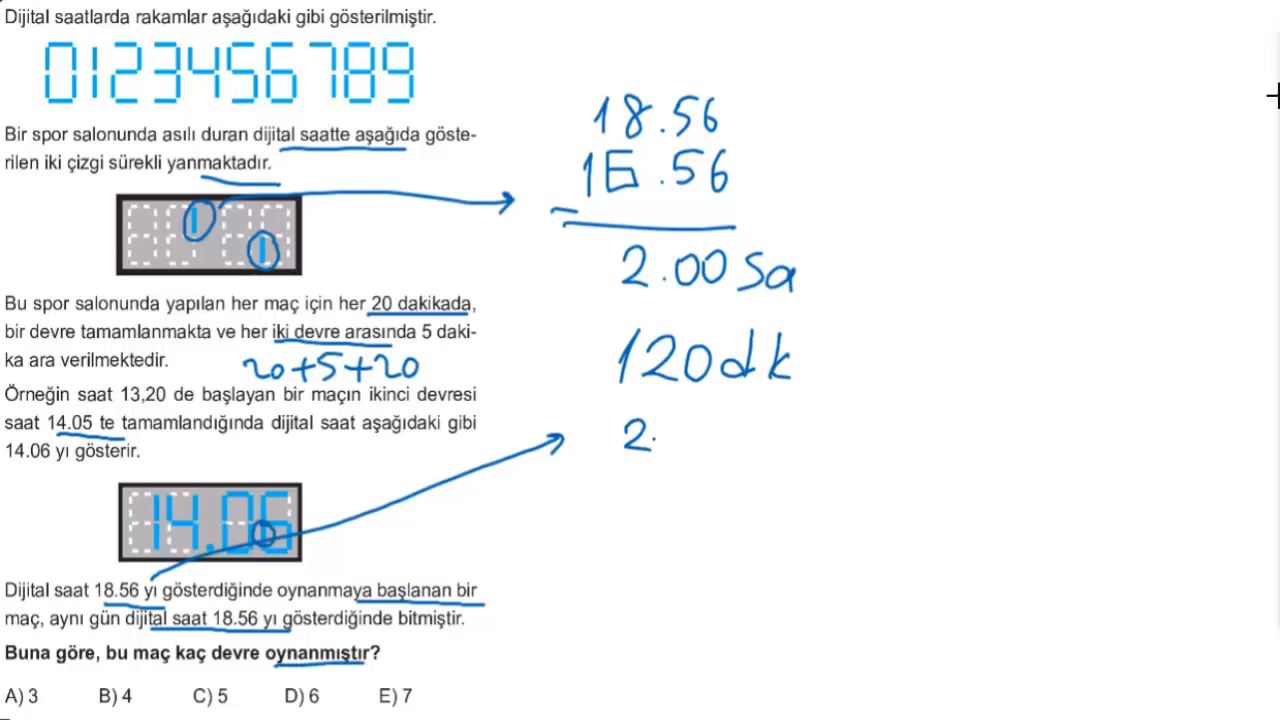 Dijital saatlarda rakamlar aşağıdaki gibi gösterilmiştir.
0123456789
Bir spor salonunda asılı duran dijital saatte aşağıda göste-
rilen iki çizgi sürekli yanmaktadır.
Bu spor salonunda yapılan her maç için her 20 dakikada,
bir devre tamamlanmakta ve her iki devre arasında 5 daki-
ka ara verilmektedir.
20+5+20
Örneğin saat 13,20 de başlayan bir maçın ikinci devresi
saat 14.05 te tamamlandığında dijital saat aşağıdaki gibi
14.06 yı gösterir.
14.06
Dijital saat 18.56 yı gösterdiğinde oynanmaya başlanan bir
maç, aynı gün dijital saat 18.56 yı gösterdiğinde bitmiştir.
Buna göre, bu maç kaç devre oynanmıştır?
A) 3 B) 4 C) 5 D) 6 E) 7
18.56
16.56
2.00 Sa
120 dk
2.